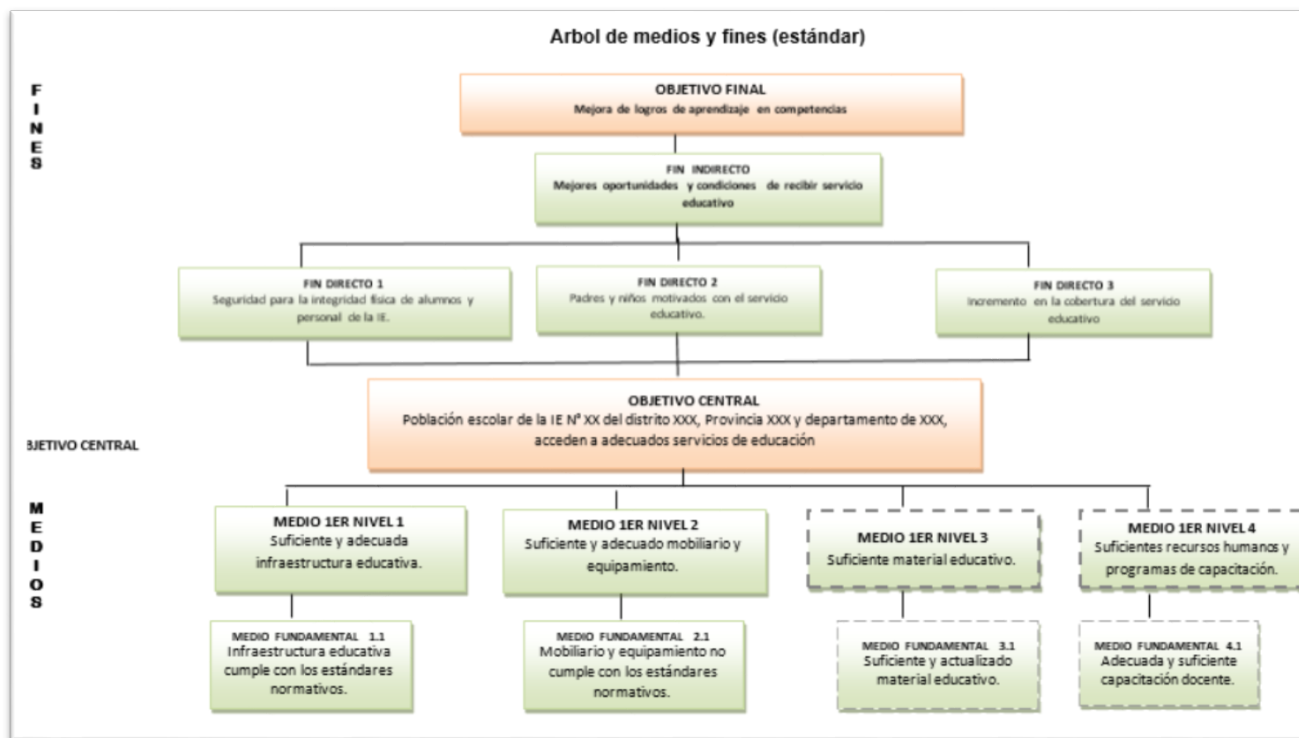 Arbol de medios y fines (estándar)
FINES
OBJETIVO FINAL
Mejora de logros de aprendizaje en competencias
FIN INDIRECTO
Mejores oportunidades y condiciones de recibir servicio
educativo
FIN DIRECTO 1
Seguridad para la integridad física de alumnos y
personal de la IE.
FIN DIRECTO 2
Padres y niños motivados con el servicio
educativo.
FIN DIRECTO 3
Incremento en la cobertura del servicio
educativo
OBJETIVO CENTRAL
Población escolar de la IE N° XX del distrito XXX, Provincia XXX y departamento de XXX,
acceden a adecuados servicios de educación
BJETIVO CENTRAL
MEDIOS
MEDIO 1ER NIVEL 1
Suficiente y adecuada
infraestructura educativa.
MEDIO 1ER NIVEL 2
Suficiente y adecuado mobiliario y
equipamiento.
MEDIO 1ER NIVEL 3
Suficiente material educativo.
MEDIO 1ER NIVEL 4
Suficientes recursos humanos y
programas de capacitación.
MEDIO FUNDAMENTAL 1.1
Infraestructura educativa
cumple con los estándares
normativos.
MEDIO FUNDAMENTAL 2.1
Mobiliario y equipamiento no
cumple con los estándares
normativos.
MEDIO FUNDAMENTAL 3.1
Suficiente y actualizado
material educativo.
MEDIO FUNDAMENTAL 4.1
Adecuada y suficiente
capacitación docente.